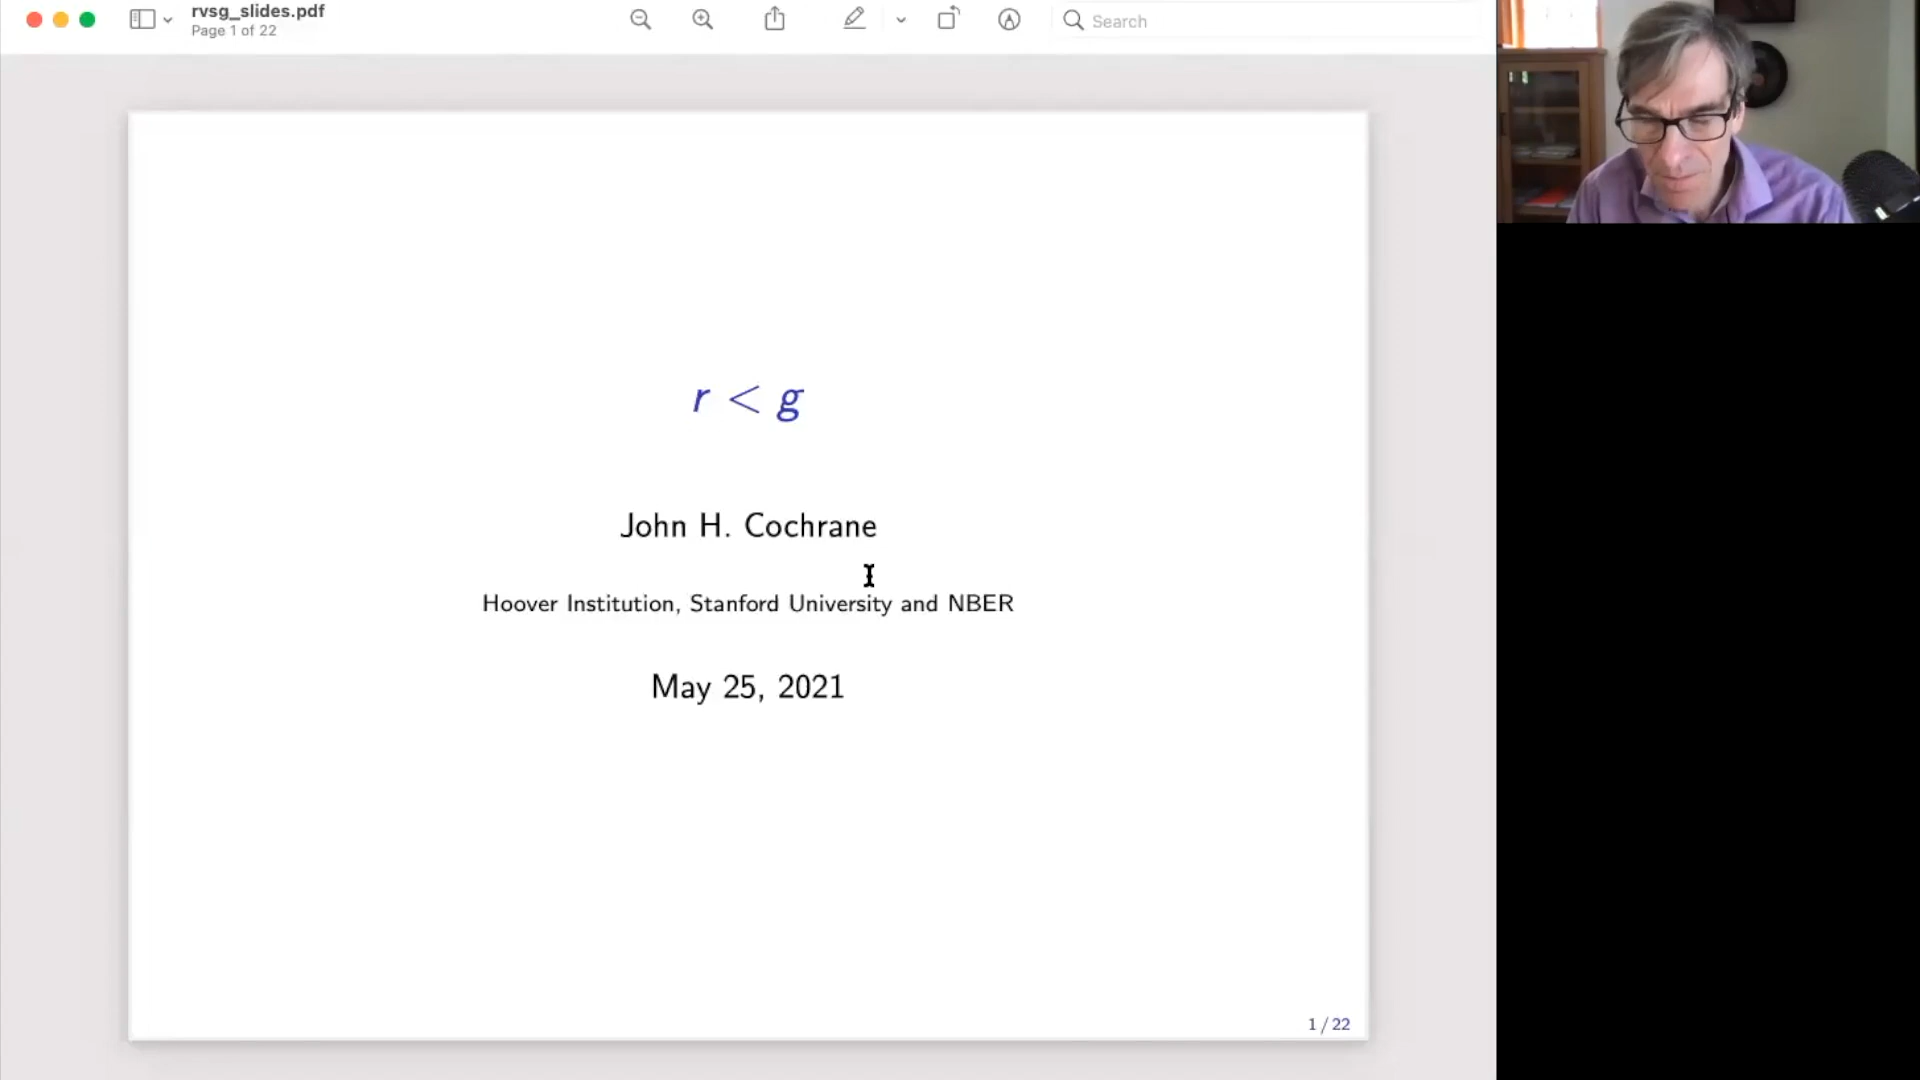 rvsg_slides.pdf
Page 1 of 22
Search
r < g
John H. Cochrane
Hoover Institution, Stanford University and NBER
May 25, 2021
1 / 22